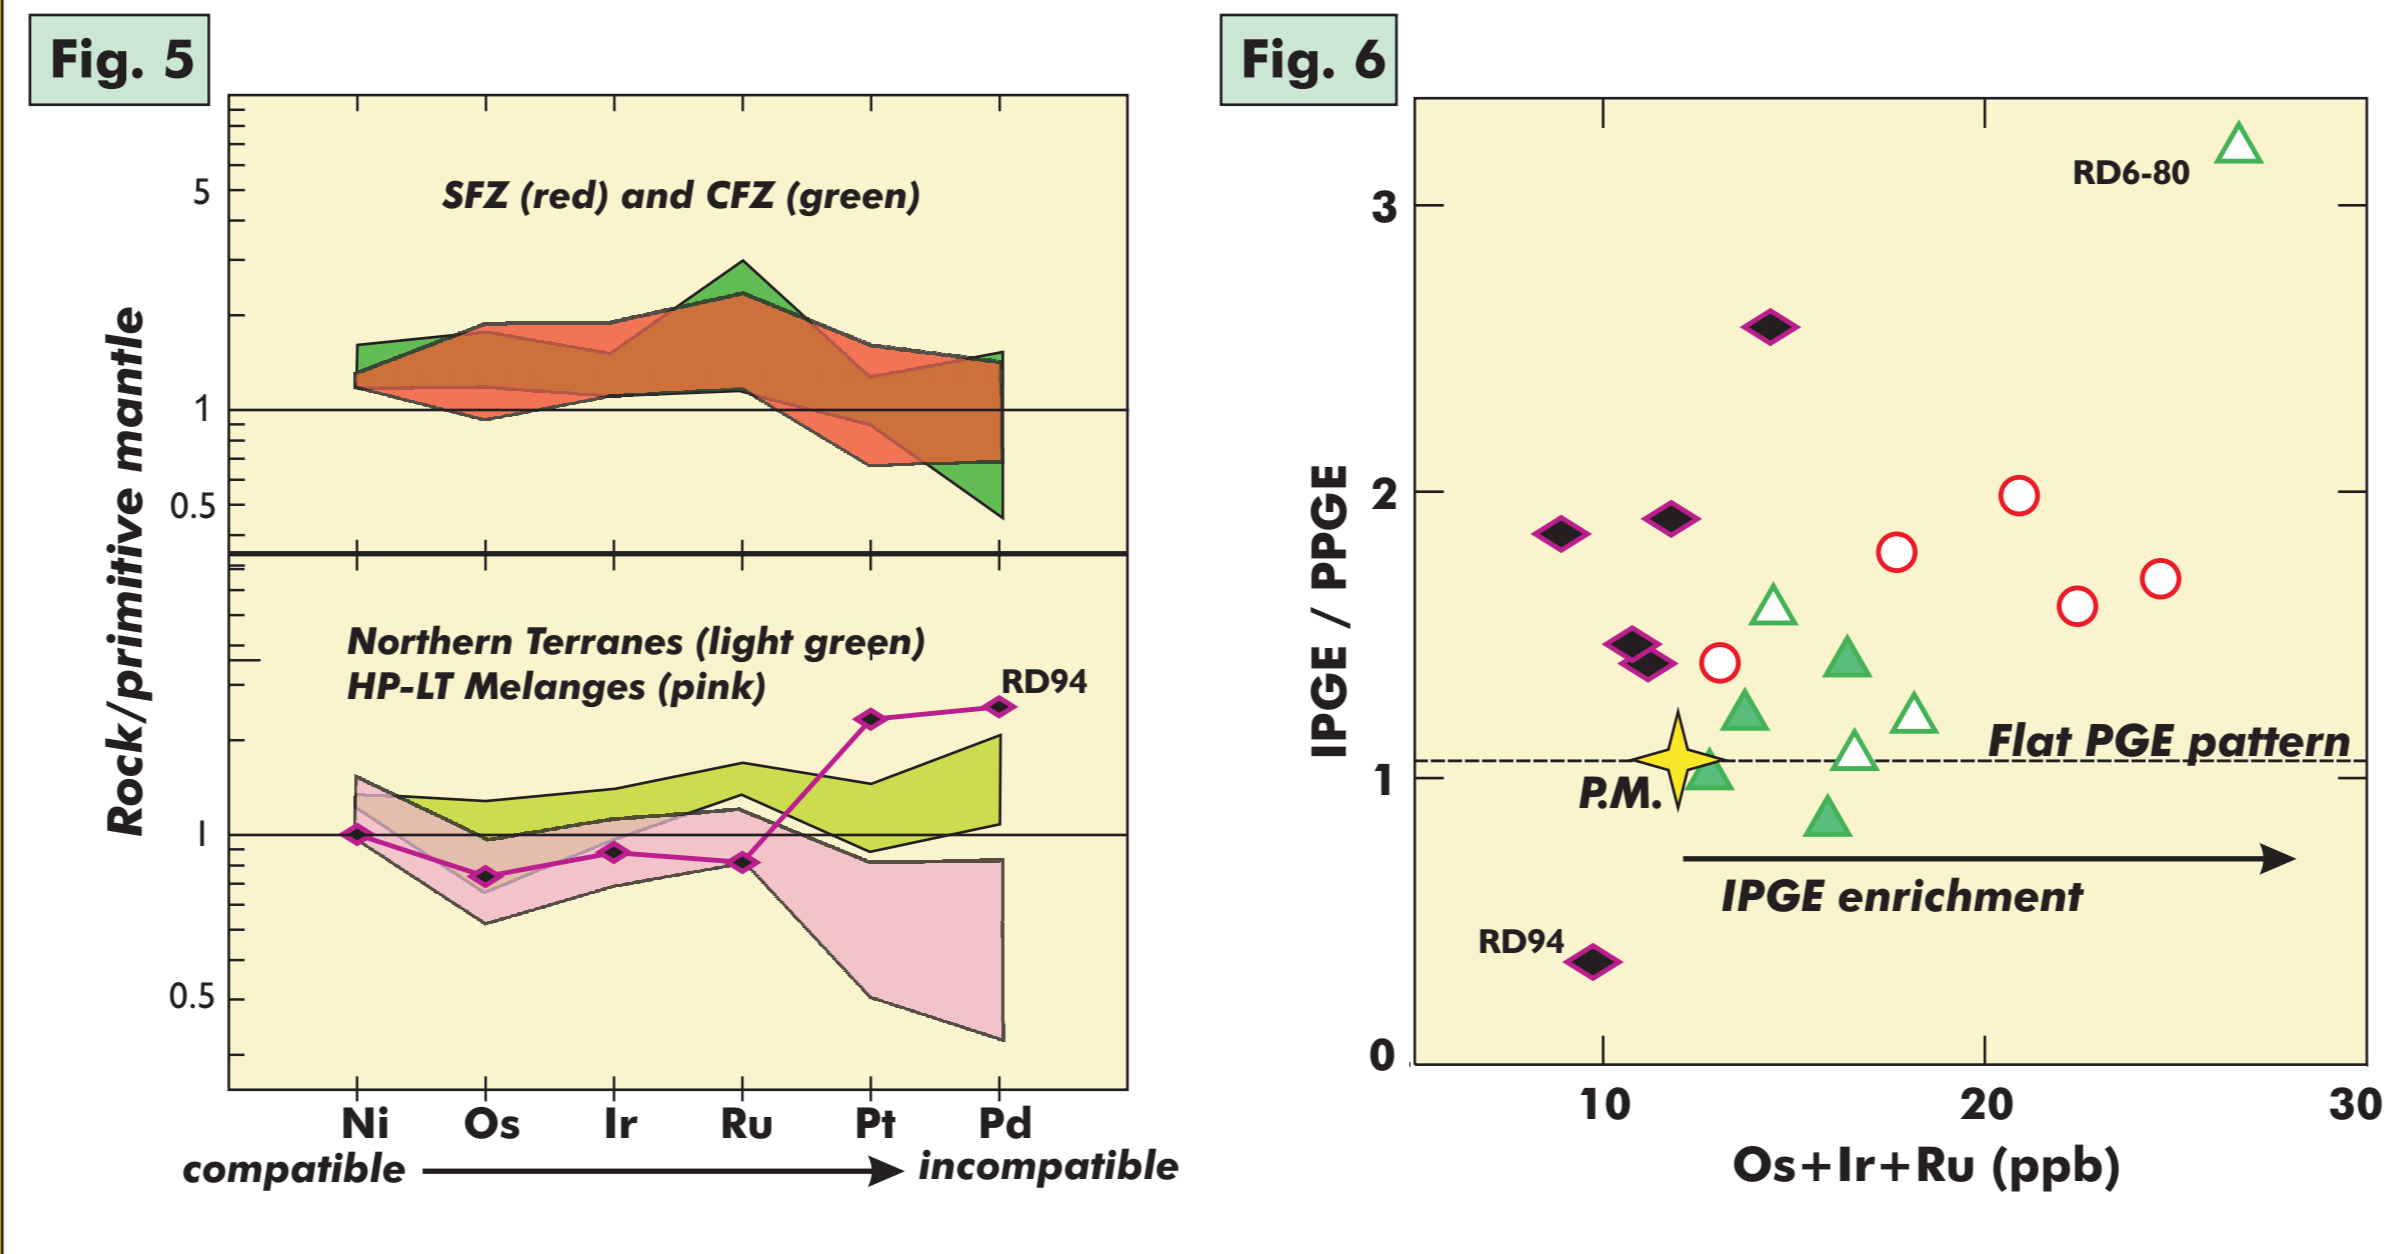 Fig. 5
SFZ (red) and CFZ (green)
5
1
0.5
Rock/primitive mantle
Northern Terranes (light green)
HP-LT Melanges (pink)
RD94
1
0.5
Ni Os Ir Ru Pt Pd
compatible incompatible
Fig. 6
RD6-80
3
2
1
0
IPGE / PPGE
Flat PGE pattern
P.M.
IPGE enrichment
RD94
10 20 30
Os+Ir+Ru (ppb)